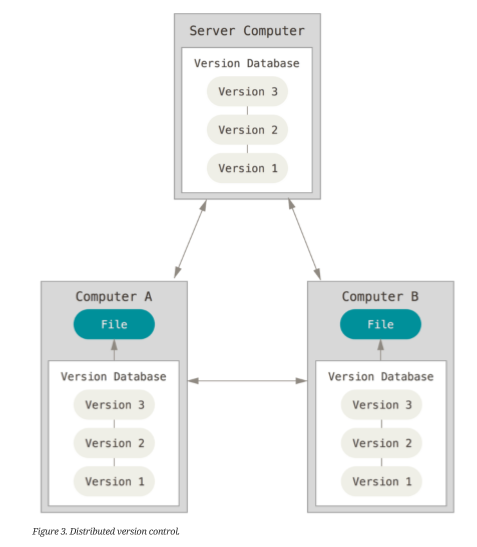 Server Computer
Version Database
Version 3
Version 2
Version 1
Computer A
File
Version Database
Version 3
Version 2
Version 1
Computer B
File
Version Database
Version 3
Version 2
Version 1
Figure 3. Distributed version control.